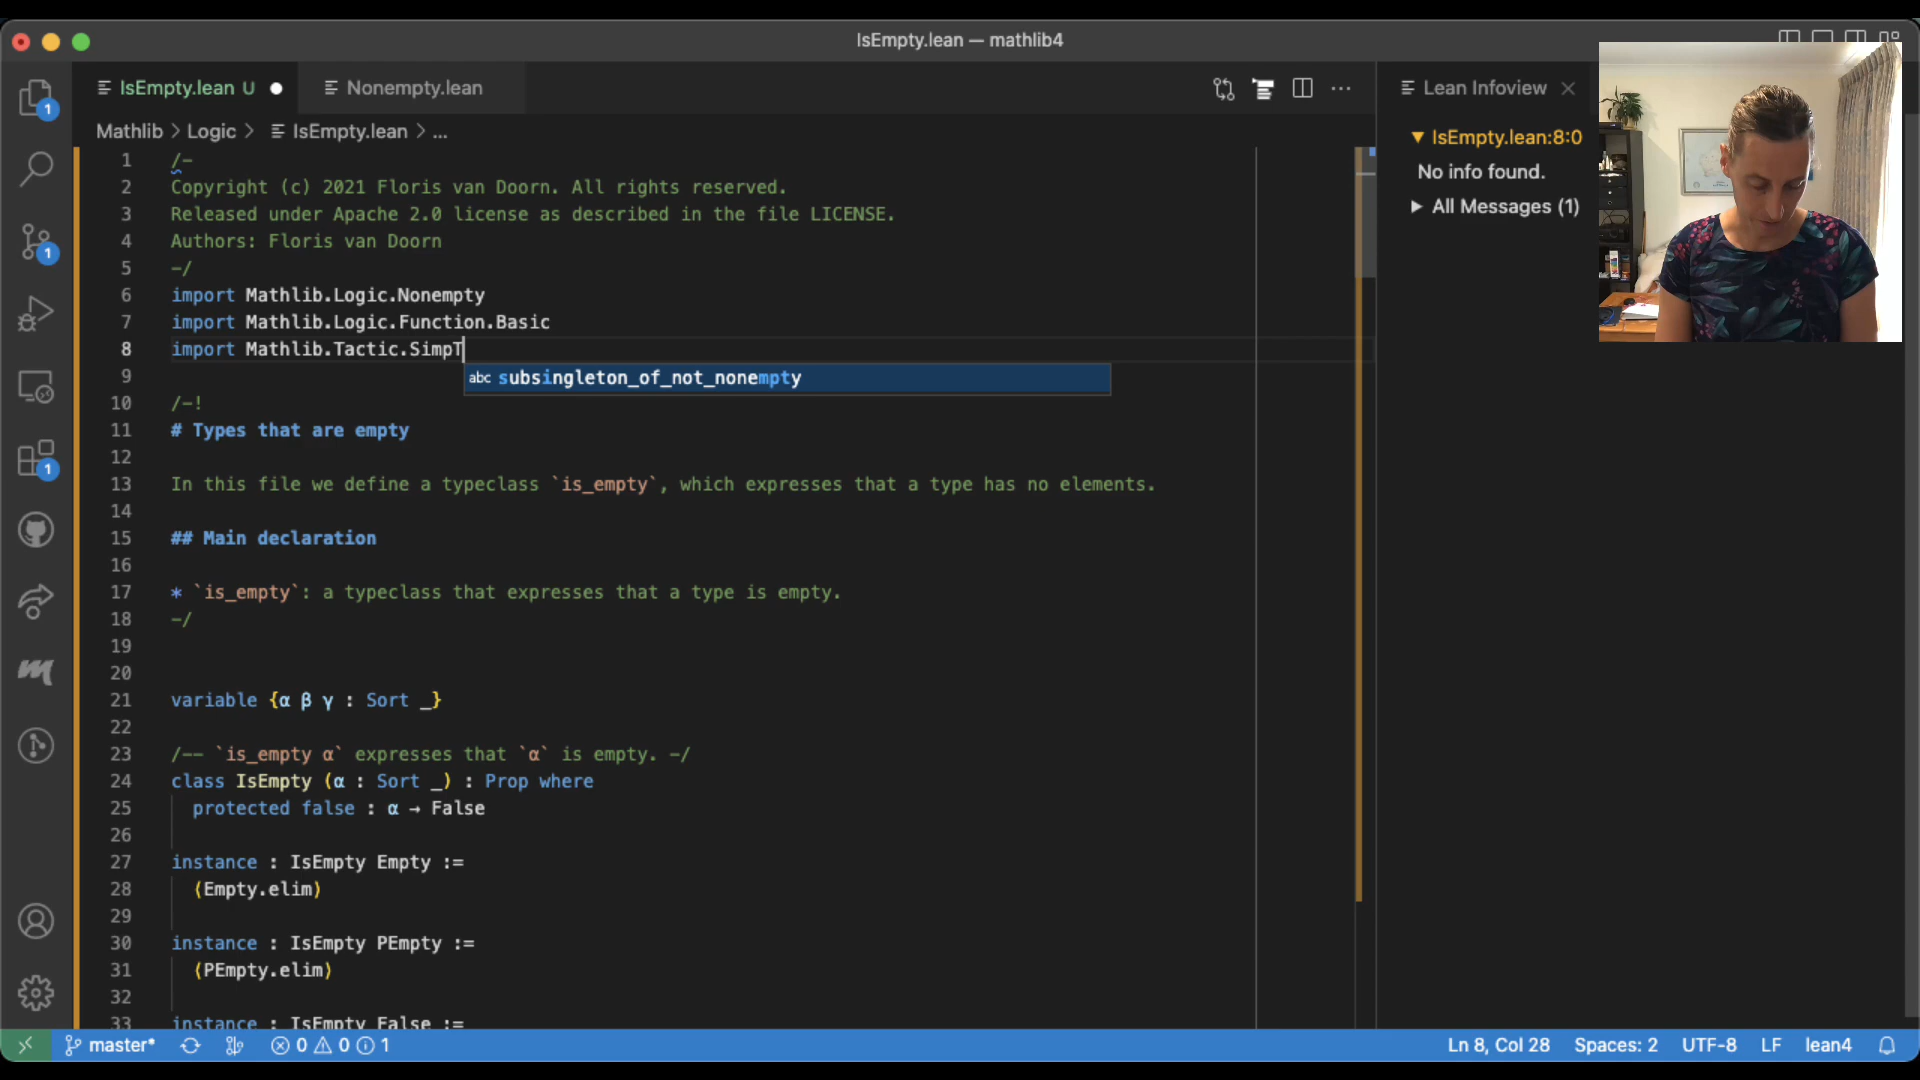 IsEmpty.lean — mathlib4
IsEmpty.lean U
Nonempty.lean
Lean Infoview
Mathlib > Logic > IsEmpty.lean > ...
1 /-
2 Copyright (c) 2021 Floris van Doorn. All rights reserved.
3 Released under Apache 2.0 license as described in the file LICENSE.
4 Authors: Floris van Doorn
5 -/
6 import Mathlib.Logic.Nonempty
7 import Mathlib.Logic.Function.Basic
8 import Mathlib.Tactic.SimpT
abc subsingleton_of_not_nonempty
9
10 /-!
11 # Types that are empty
12
13 In this file we define a typeclass `is_empty`, which expresses that a type has no elements.
14
15 ## Main declaration
16
17 * `is_empty`: a typeclass that expresses that a type is empty.
18 -/
19
20
21 variable {α β γ : Sort _}
22
23 /-- `is_empty α` expresses that `α` is empty. -/
24 class IsEmpty (α : Sort _) : Prop where
25 protected false : α → False
26
27 instance : IsEmpty Empty :=
28 ⟨Empty.elim⟩
29
30 instance : IsEmpty PEmpty :=
31 ⟨PEmpty.elim⟩
32
33 instance : IsEmpty False :=
IsEmpty.lean:8:0
No info found.
All Messages (1)
1
1
1
master* 0 0 1
Ln 8, Col 28 Spaces: 2 UTF-8 LF lean4